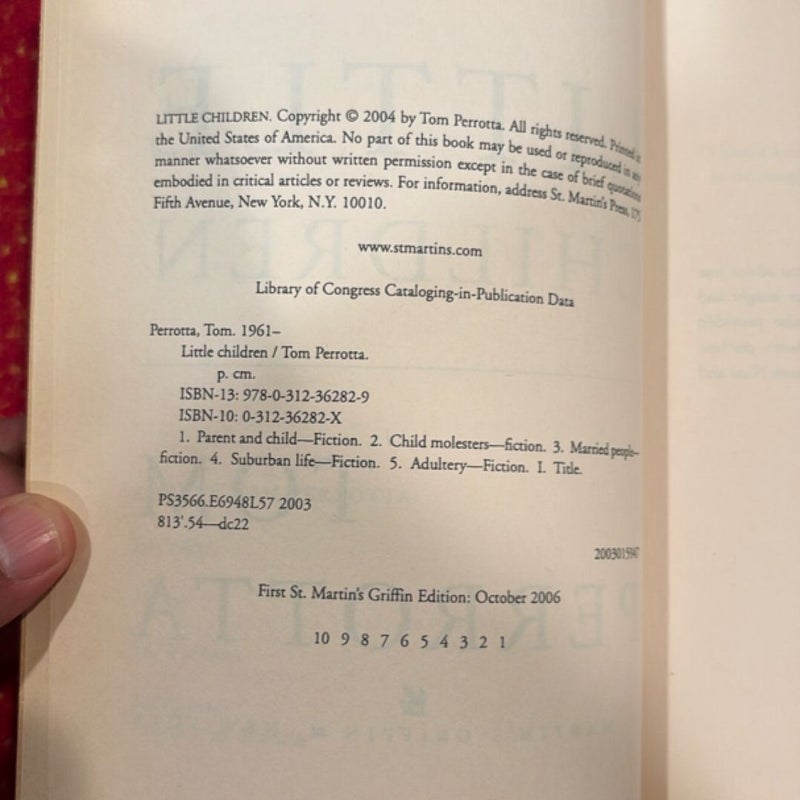 LITTLE CHILDREN. Copyright © 2004 by Tom Perrotta. All rights reserved. Printed in
the United States of America. No part of this book may be used or reproduced in any
manner whatsoever without written permission except in the case of brief quotations
embodied in critical articles or reviews. For information, address St. Martin's Press, 175
Fifth Avenue, New York, N.Y. 10010.
www.stmartins.com
Library of Congress Cataloging-in-Publication Data
Perrotta, Tom. 1961–
Little children / Tom Perrotta.
p. cm.
ISBN-13: 978-0-312-36282-9
ISBN-10: 0-312-36282-X
1. Parent and child—Fiction. 2. Child molesters—fiction. 3. Married people—
fiction. 4. Suburban life—Fiction. 5. Adultery—Fiction. I. Title.
PS3566.E6948L57 2003
813'.54—dc22
2003015947
First St. Martin's Griffin Edition: October 2006
10 9 8 7 6 5 4 3 2 1